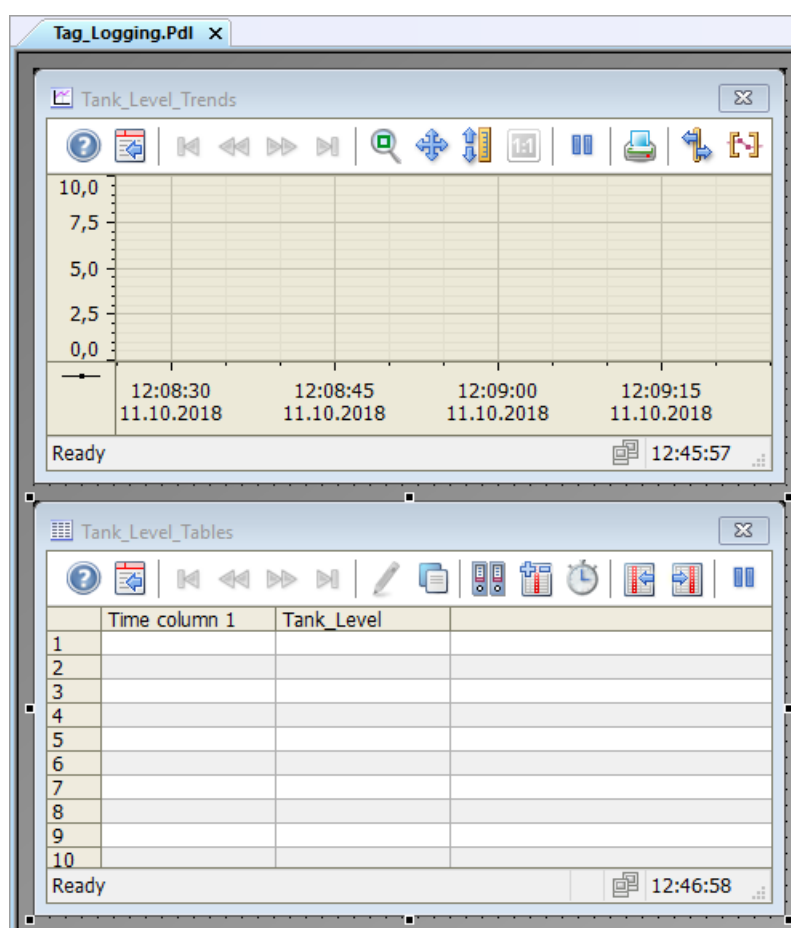 Tag_Logging.Pdl X
Tank_Level_Trends
1:1
10,0
7,5
5,0
2,5
0,0
12:08:30 12:08:45 12:09:00 12:09:15
11.10.2018 11.10.2018 11.10.2018 11.10.2018
Ready 12:45:57
Tank_Level_Tables
Time column 1 Tank_Level
1
2
3
4
5
6
7
8
9
10
Ready 12:46:58